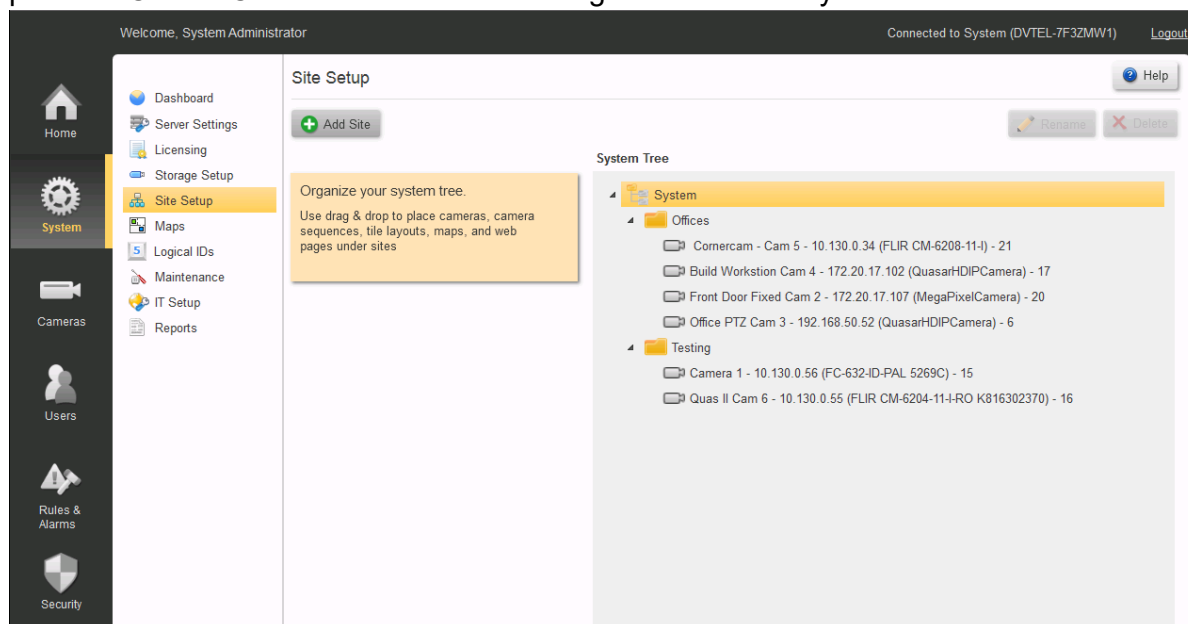 Welcome, System Administrator
Connected to System (DVTEL-7F3ZMW1)
Logout
Home
System
Cameras
Users
Rules &
Alarms
Security
Dashboard
Server Settings
Licensing
Storage Setup
Site Setup
Maps
Logical IDs
Maintenance
IT Setup
Reports
Site Setup
Help
Add Site
Rename
Delete
Organize your system tree.
Use drag & drop to place cameras, camera
sequences, tile layouts, maps, and web
pages under sites
System Tree
System
Offices
Cornercam - Cam 5 - 10.130.0.34 (FLIR CM-6208-11-I) - 21
Build Workstion Cam 4 - 172.20.17.102 (QuasarHDIPCamera) - 17
Front Door Fixed Cam 2 - 172.20.17.107 (MegaPixelCamera) - 20
Office PTZ Cam 3 - 192.168.50.52 (QuasarHDIPCamera) - 6
Testing
Camera 1 - 10.130.0.56 (FC-632-ID-PAL 5269C) - 15
Quas II Cam 6 - 10.130.0.55 (FLIR CM-6204-11-I-RO K816302370) - 16